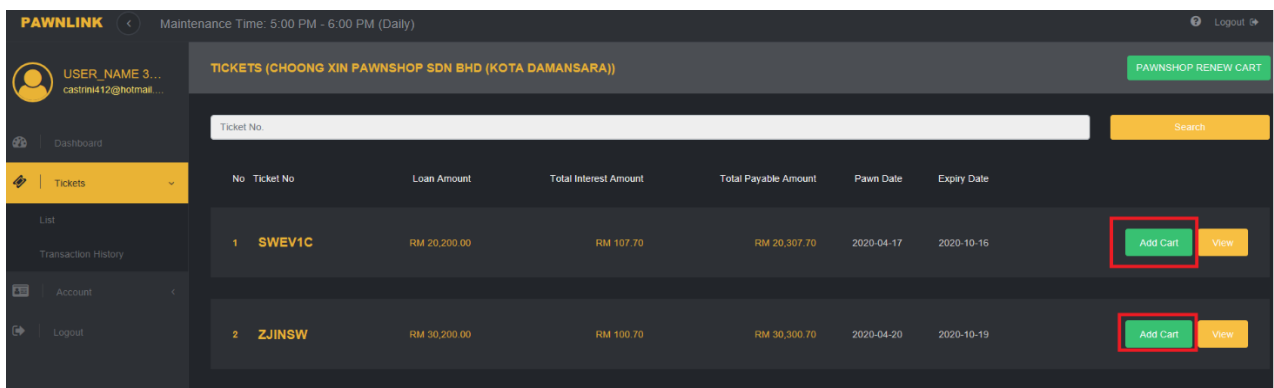 PAWNLINK Maintenance Time: 5:00 PM - 6:00 PM (Daily) Logout
USER_NAME 3...
castrini412@hotmail....
Dashboard
Tickets
List
Transaction History
Account
Logout
TICKETS (CHOONG XIN PAWNSHOP SDN BHD (KOTA DAMANSARA)) PAWNSHOP RENEW CART
Ticket No. Search
No Ticket No Loan Amount Total Interest Amount Total Payable Amount Pawn Date Expiry Date
1 SWEV1C RM 20,200.00 RM 107.70 RM 20,307.70 2020-04-17 2020-10-16 Add Cart View
2 ZJINSW RM 30,200.00 RM 100.70 RM 30,300.70 2020-04-20 2020-10-19 Add Cart View